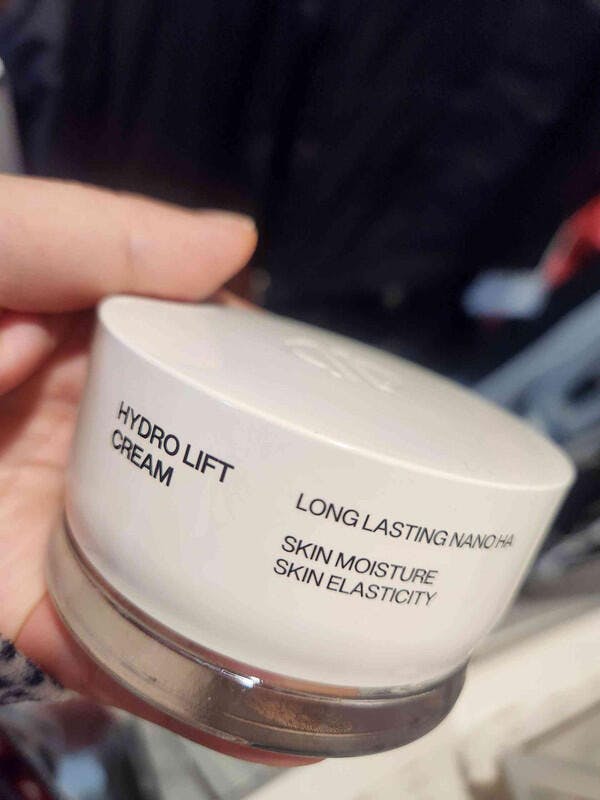 HYDRO LIFT
CREAM
LONG LASTING NANO HA
SKIN MOISTURE
SKIN ELASTICITY